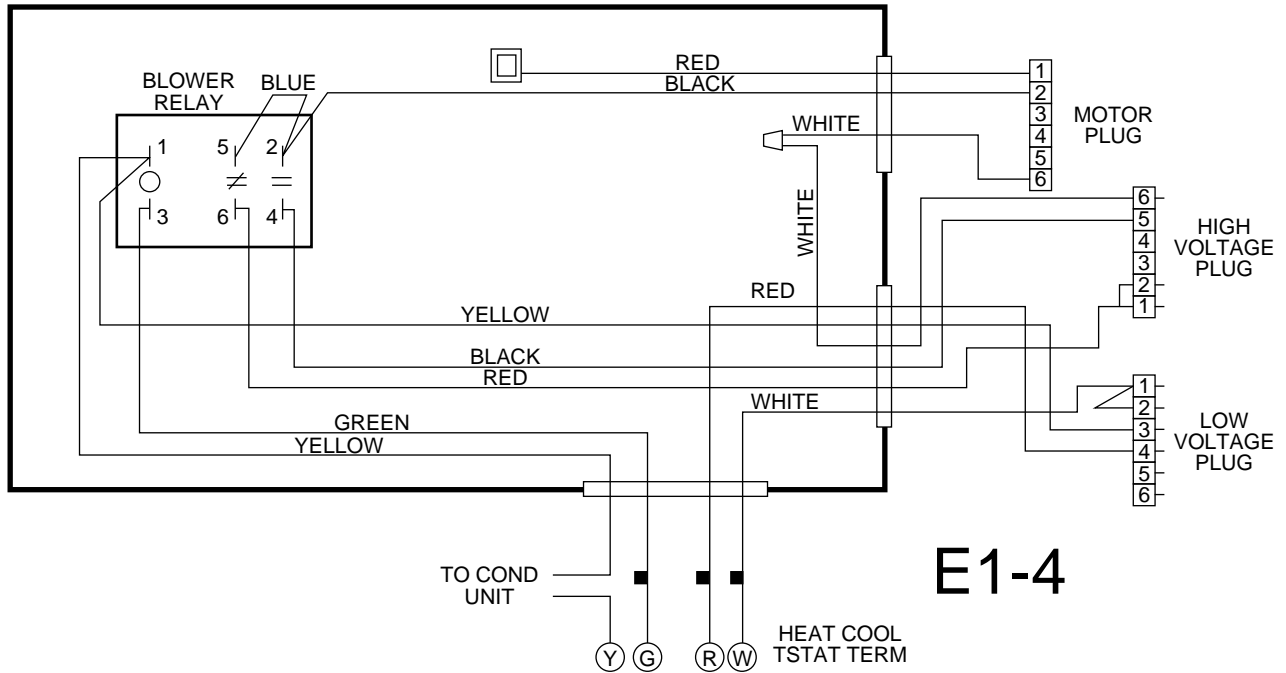 BLOWER
RELAY
BLUE
1
5
2
3
6
4
RED
BLACK
WHITE
WHITE
1
2
3
4
5
6
MOTOR
PLUG
6
5
4
3
2
1
HIGH
VOLTAGE
PLUG
RED
YELLOW
BLACK
RED
WHITE
GREEN
YELLOW
1
2
3
4
5
6
LOW
VOLTAGE
PLUG
TO COND
UNIT
E1-4
Y G R W
HEAT COOL
TSTAT TERM